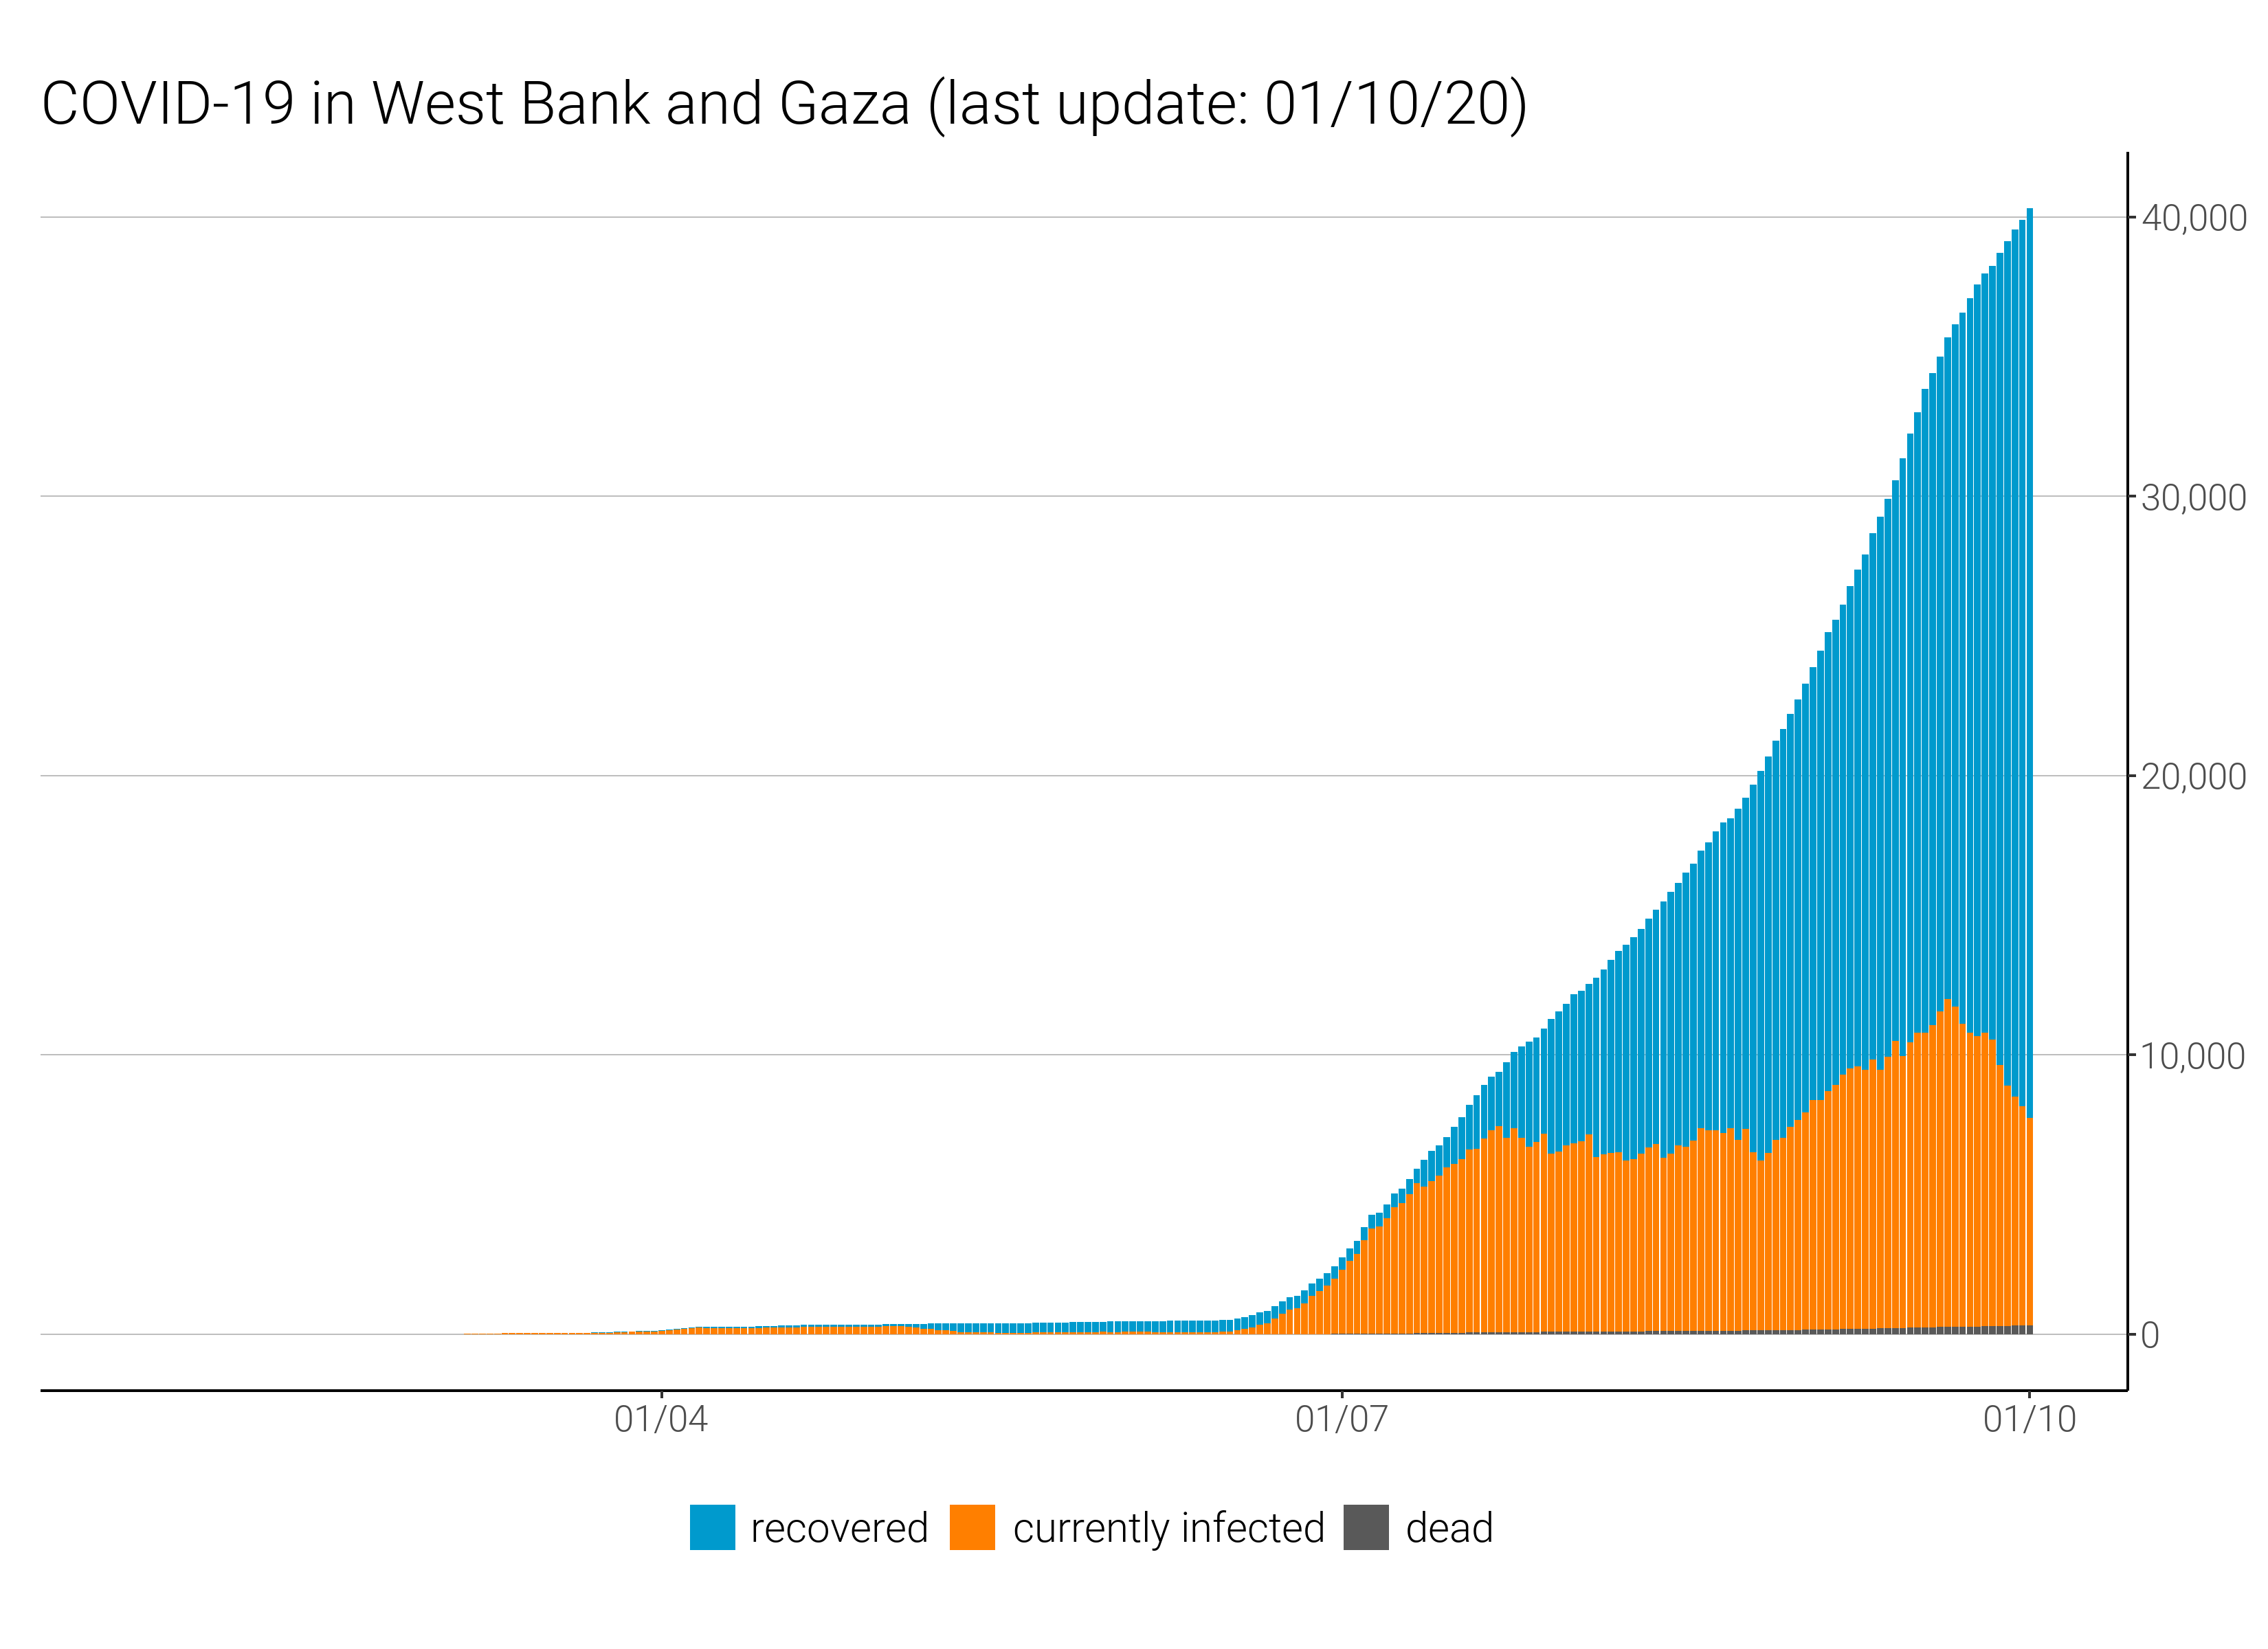 COVID-19 in West Bank and Gaza (last update: 01/10/20)
40,000
30,000
20,000
10,000
0
01/04 01/07 01/10
recovered currently infected dead